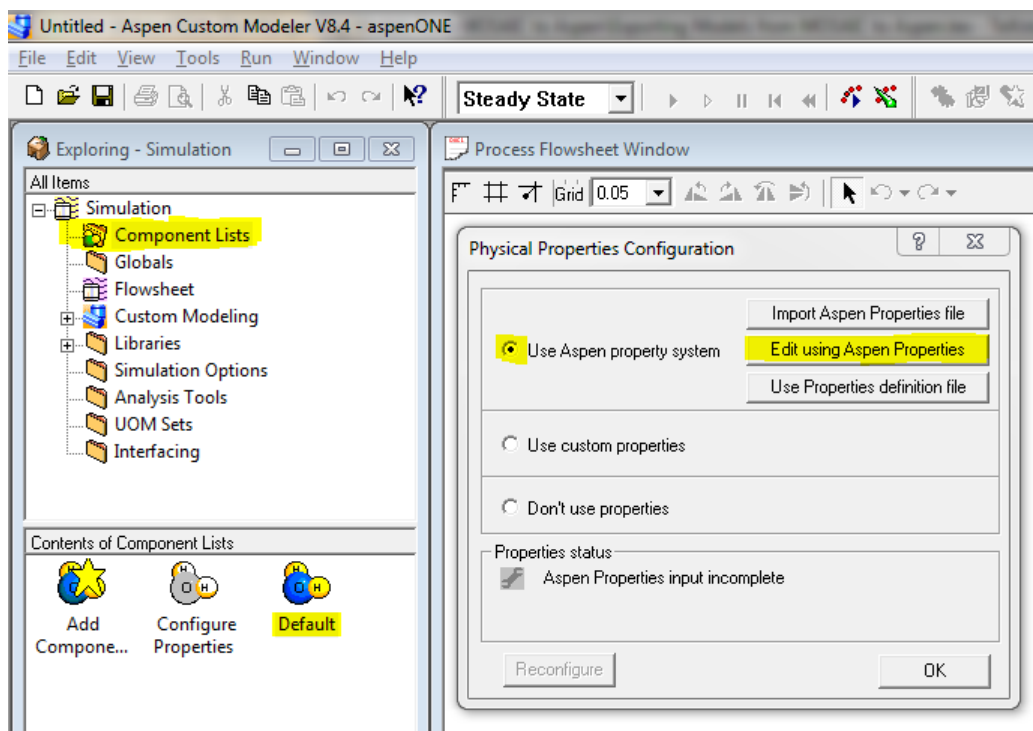 Untitled - Aspen Custom Modeler V8.4 - aspenONE
File Edit View Tools Run Window Help
Steady State
Exploring - Simulation
All Items
Simulation
Component Lists
Globals
Flowsheet
Custom Modeling
Libraries
Simulation Options
Analysis Tools
UOM Sets
Interfacing
Contents of Component Lists
Add
Compone...
Configure
Properties
Default
Process Flowsheet Window
Grid 0.05
Physical Properties Configuration
Use Aspen property system
Import Aspen Properties file
Edit using Aspen Properties
Use Properties definition file
Use custom properties
Don't use properties
Properties status
Aspen Properties input incomplete
Reconfigure
OK